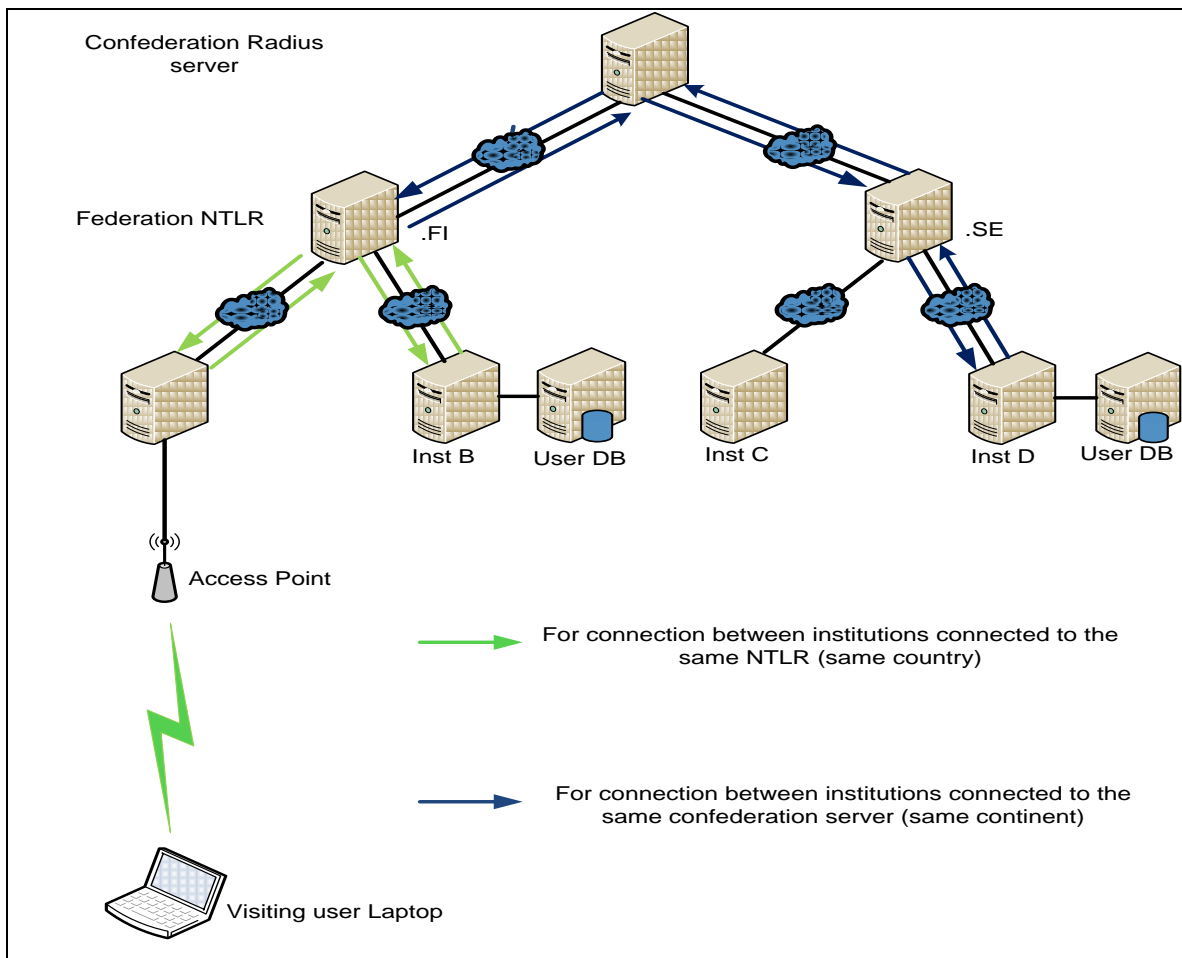 Confederation Radius
server
Federation NTLR
.FI
.SE
Inst B
User DB
Inst C
Inst D
User DB
Access Point
For connection between institutions connected to the
same NTLR (same country)
For connection between institutions connected to the
same confederation server (same continent)
Visiting user Laptop